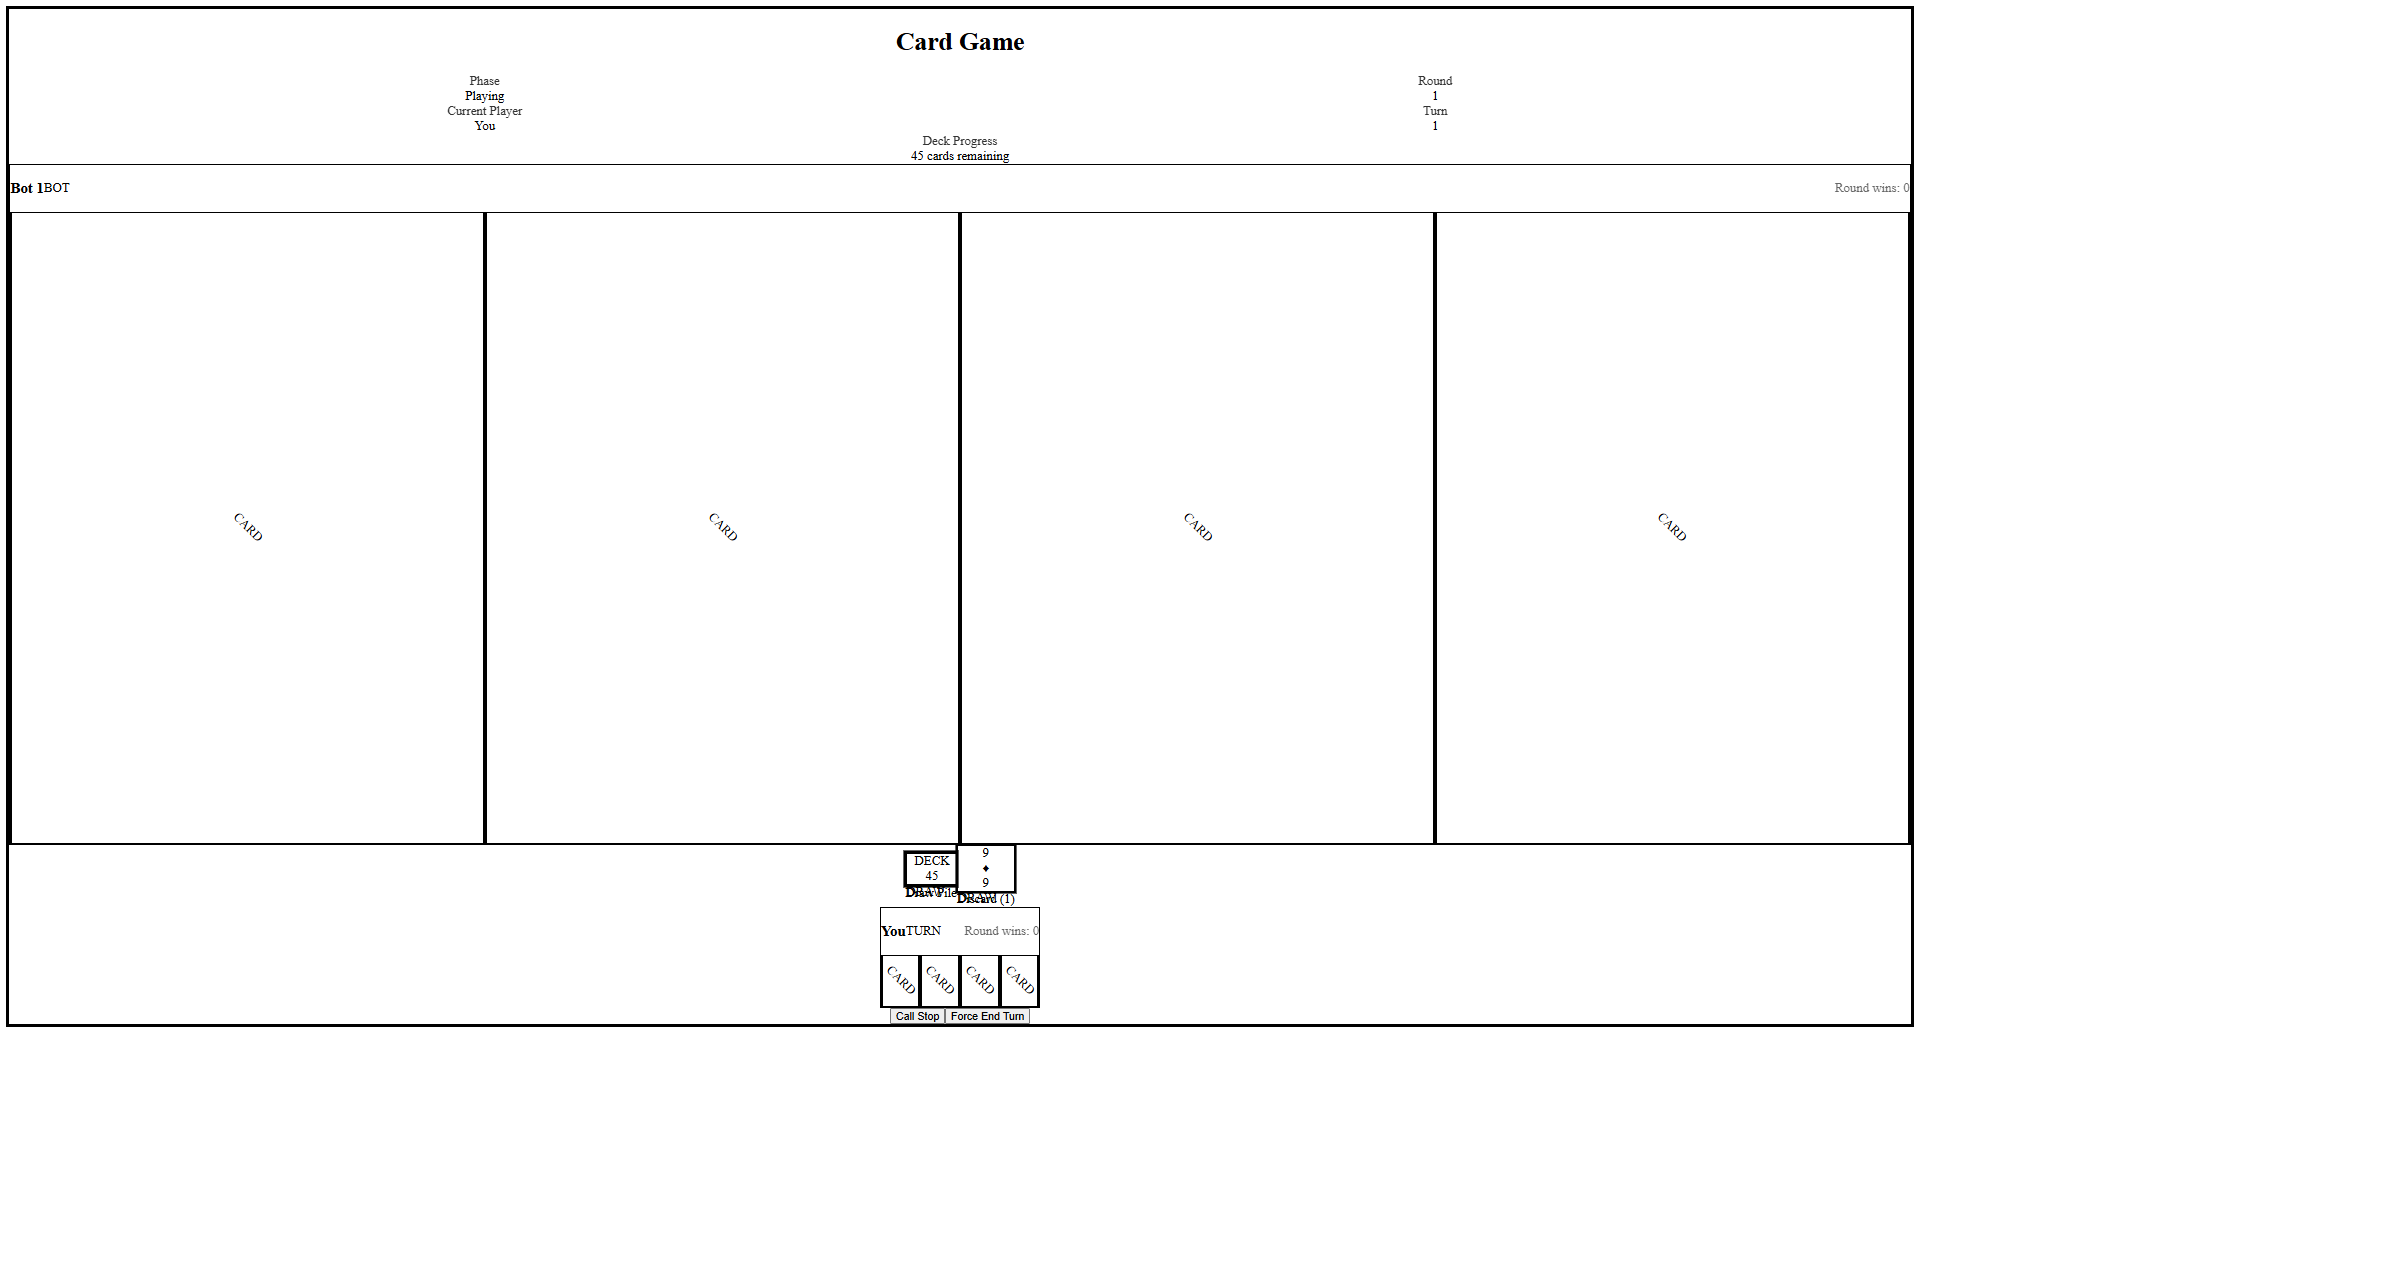 Card Game
Phase
Playing
Current Player
You
Round
1
Turn
1
Deck Progress
45 cards remaining
Bot 1BOT
Round wins: 0
CARD
CARD
CARD
CARD
DECK
45
Draw Pile
9
♦
9
Discard (1)
YouTURN
Round wins: 0
CARD
CARD
CARD
CARD
Call Stop
Force End Turn